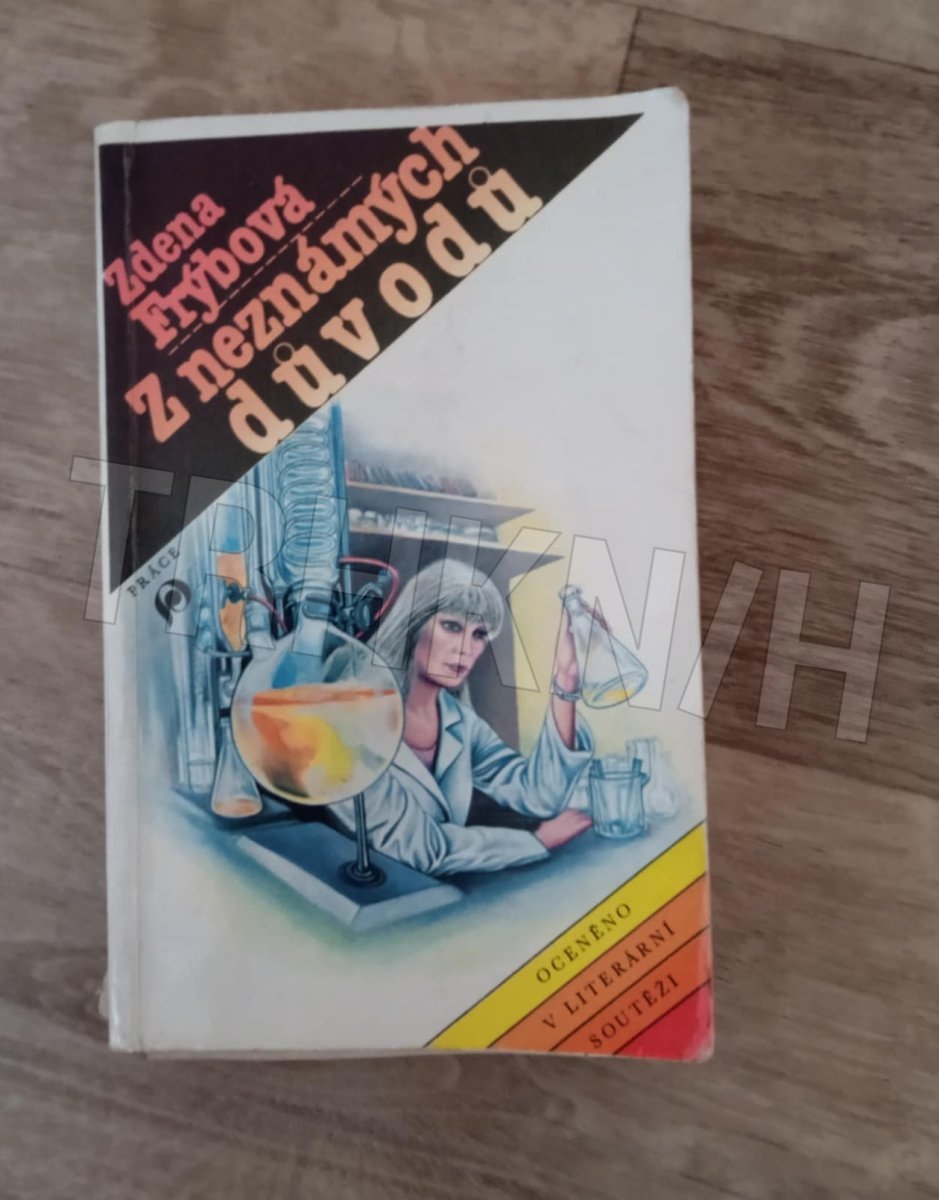 Zdena
Frýbová
Z neznámých
důvodů
PRÁCE
OCENĚNO
V LITERÁRNÍ
SOUTĚŽI
TRHKNIH